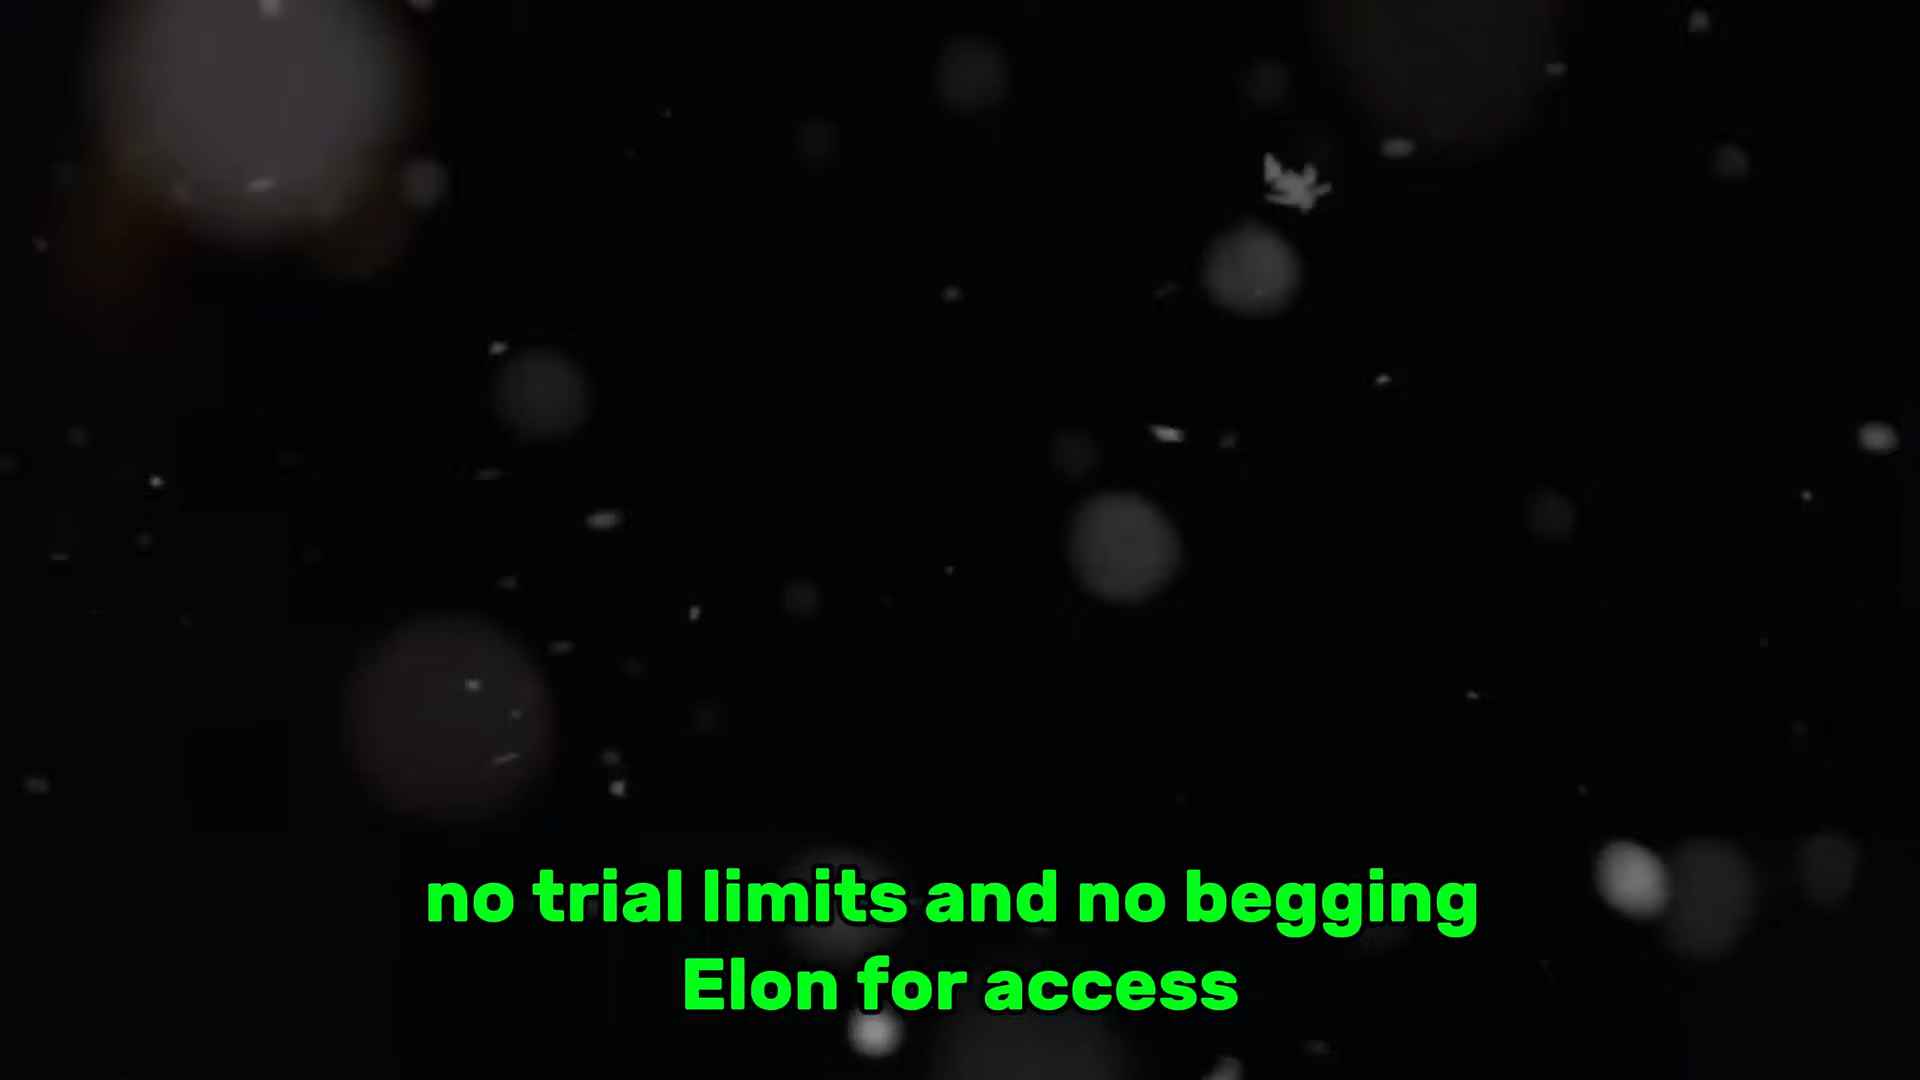 no trial limits and no begging
Elon for access